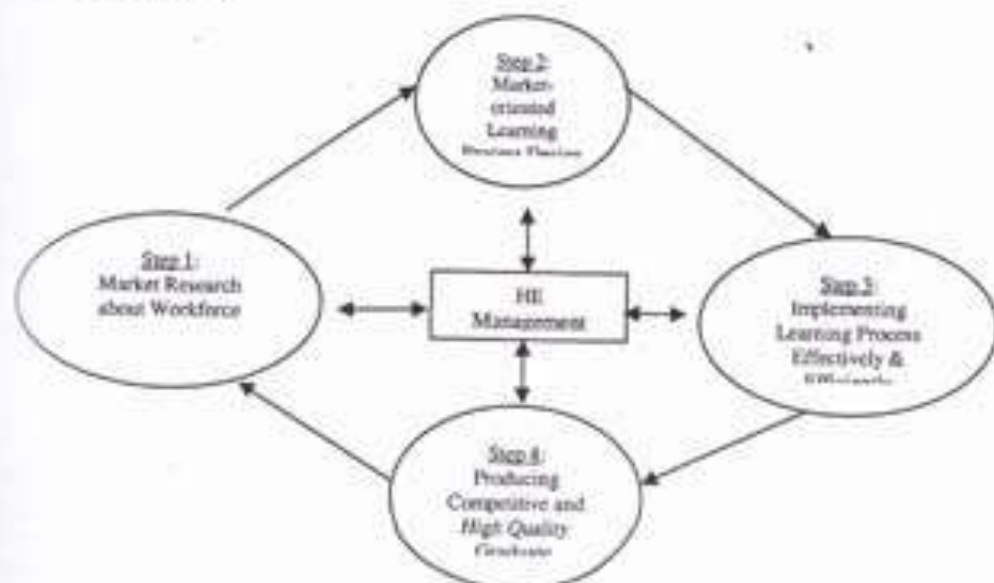 Step 1:
Market Research
about Workforce
Step 2:
Market-
oriented
Learning
Step 3:
Implementing
Learning Process
Effectively &
Step 4:
Producing
Competitive and
High Quality
Graduate
HE
Management